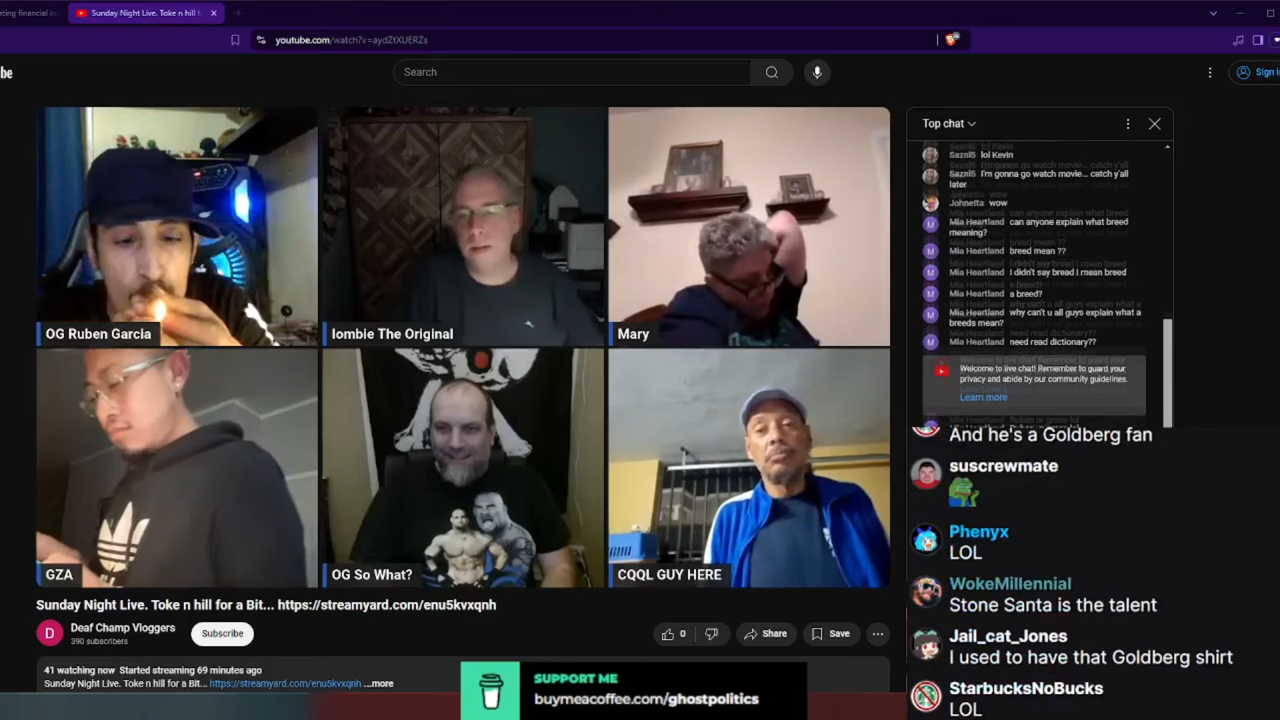 ting financial in
Sunday Night Live. Toke n hill f
youtube.com/watch?v=aydZtXUERZs
be
Search
Sign in
Top chat
Saznl5 lol Kevin
Saznl5 I'm gonna go watch movie... catch y'all
later
Johnetta wow
Mia Heartland can anyone explain what breed
meaning?
Mia Heartland breed mean ??
Mia Heartland I didn't say bread I mean breed
Mia Heartland a breed?
Mia Heartland why can't u all guys explain what a
breeds mean?
Mia Heartland need read dictionary??
Welcome to live chat! Remember to guard your
privacy and abide by our community guidelines.
Learn more
OG Ruben Garcia
Iombie The Original
Mary
GZA
OG So What?
CQQL GUY HERE
And he's a Goldberg fan
suscrewmate
Phenyx
LOL
WokeMillennial
Stone Santa is the talent
Jail_cat_Jones
I used to have that Goldberg shirt
StarbucksNoBucks
LOL
Sunday Night Live. Toke n hill for a Bit... https://streamyard.com/enu5kvxqnh
D
Deaf Champ Vloggers
390 subscribers
Subscribe
0
Share
Save
41 watching now Started streaming 69 minutes ago
Sunday Night Live. Toke n hill for a Bit... https://streamyard.com/enu5kvxqnh ...more
SUPPORT ME
buymeacoffee.com/ghostpolitics